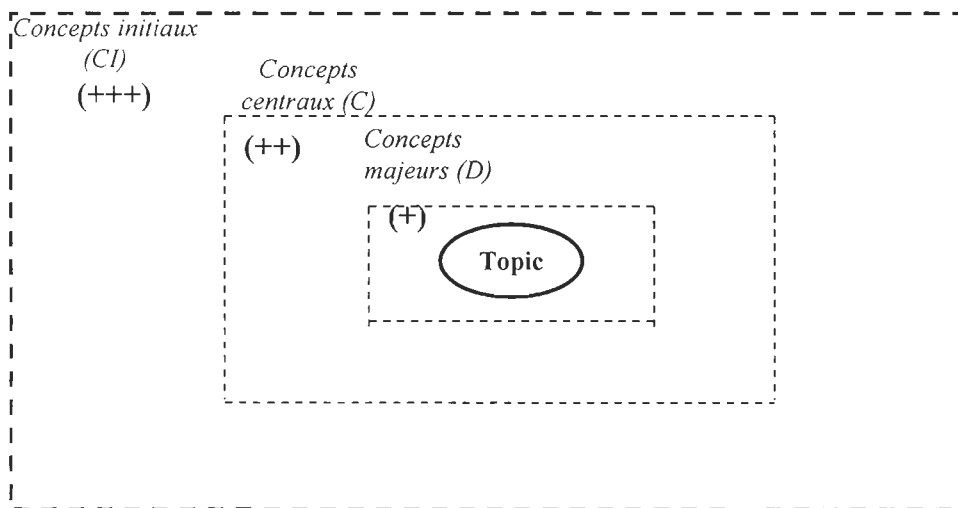 Concepts initiaux
(CI)
(+++)
Concepts
centraux (C)
(++)
Concepts
majeurs (D)
(+)
Topic